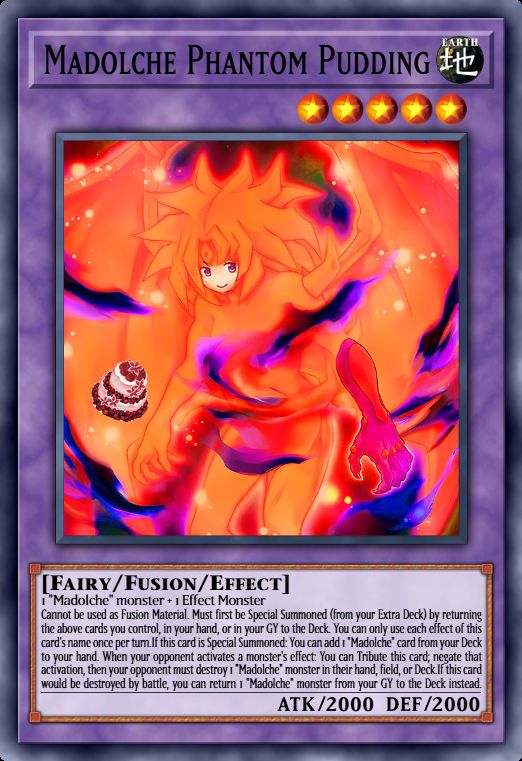 MADOLCHE PHANTOM PUDDING
EARTH
地
[FAIRY/FUSION/EFFECT]
1 "Madolche" monster + 1 Effect Monster
Cannot be used as Fusion Material. Must first be Special Summoned (from your Extra Deck) by returning
the above cards you control, in your hand, or in your GY to the Deck. You can only use each effect of this
card's name once per turn.If this card is Special Summoned: You can add 1 "Madolche" card from your Deck
to your hand. When your opponent activates a monster's effect: You can Tribute this card; negate that
activation, then your opponent must destroy 1 "Madolche" monster in their hand, field, or Deck.If this card
would be destroyed by battle, you can return 1 "Madolche" monster from your GY to the Deck instead.
ATK/2000 DEF/2000